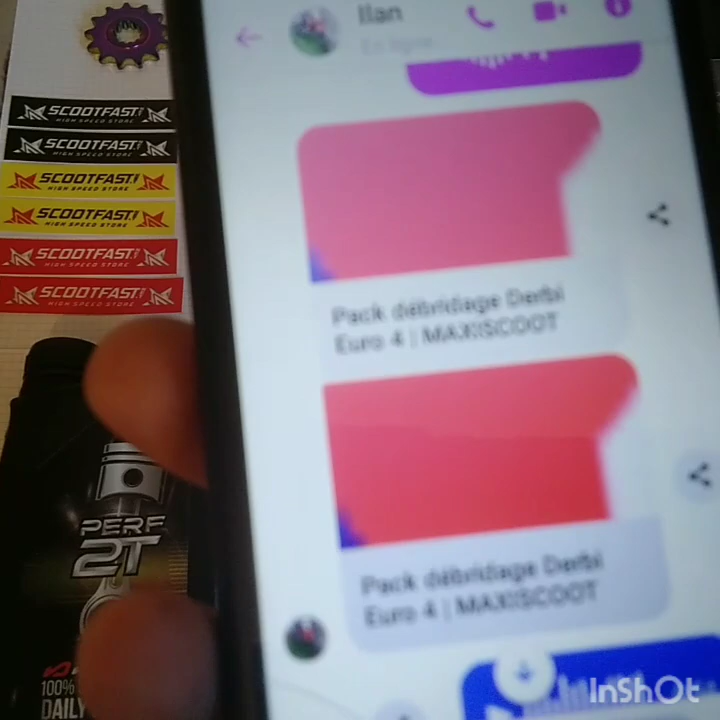 Ilan
En ligne
SCOOTFAST
HIGH SPEED STORE
SCOOTFAST
HIGH SPEED STORE
SCOOTFAST
HIGH SPEED STORE
SCOOTFAST
HIGH SPEED STORE
SCOOTFAST
HIGH SPEED STORE
SCOOTFAST
HIGH SPEED STORE
Pack débridage Derbi
Euro 4 | MAXISCOOT
Pack débridage Derbi
Euro 4 | MAXISCOOT
PERF
2T
100%
DAILY
InShOt